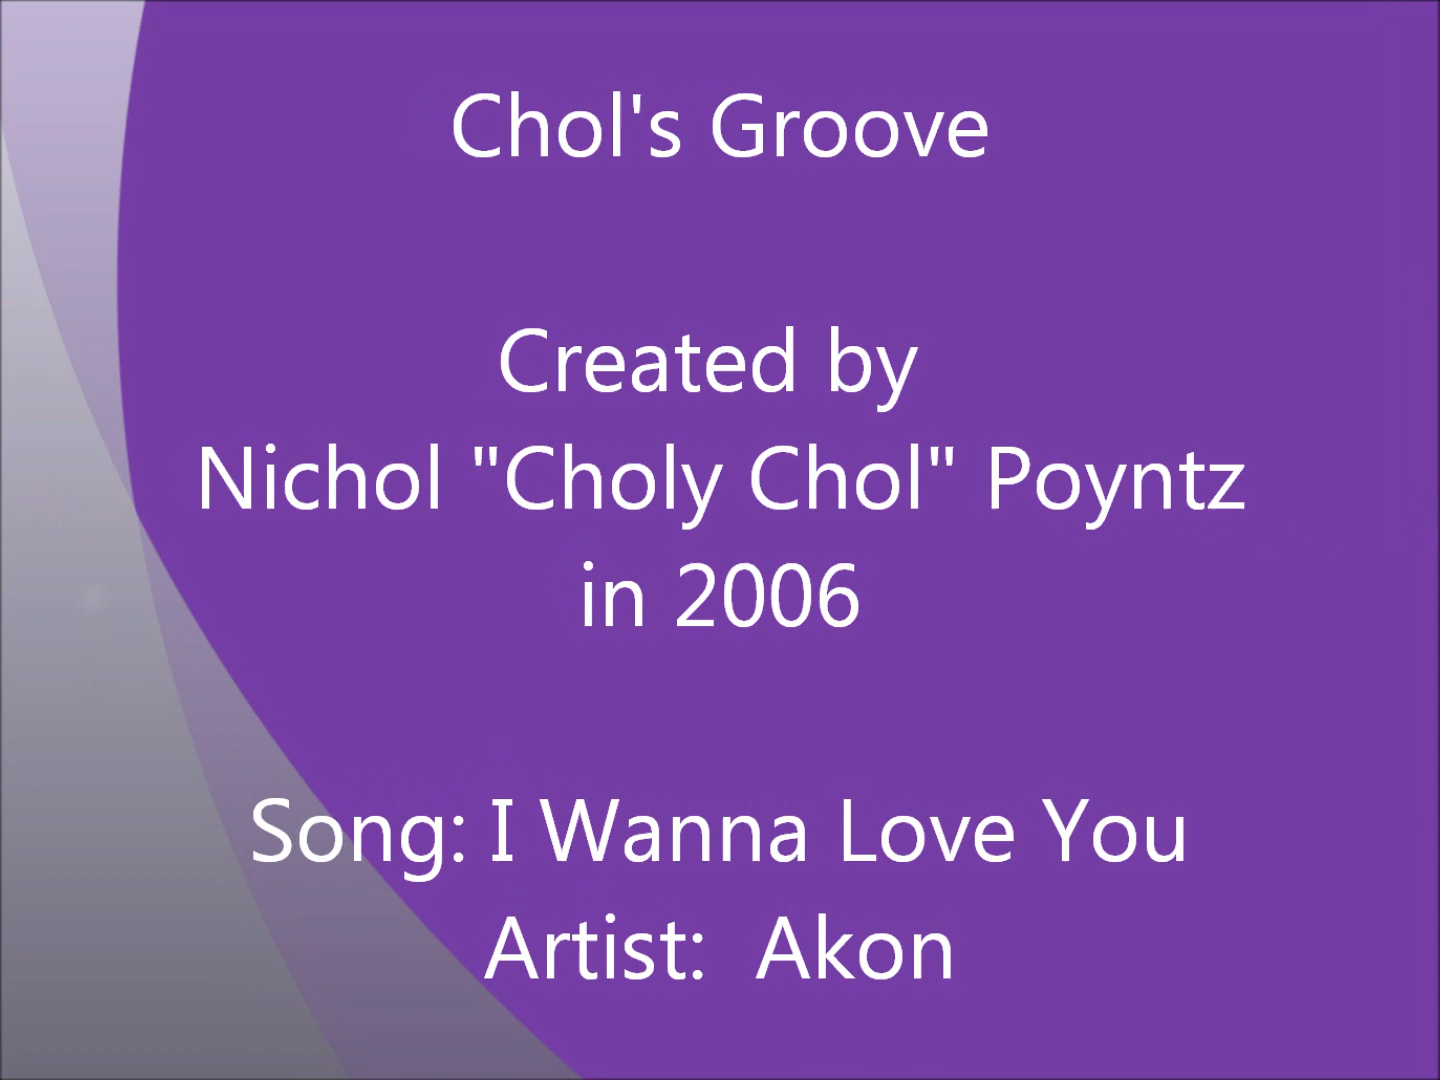 Chol's Groove
Created by
Nichol "Choly Chol" Poyntz
in 2006
Song: I Wanna Love You
Artist:  Akon